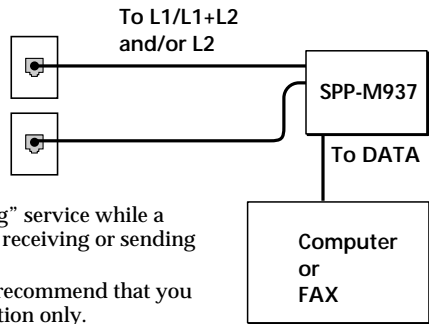 To L1/L1+L2
and/or L2
SPP-M937
To DATA
Computer
or
FAX
g” service while a
receiving or sending
recommend that you
tion only.